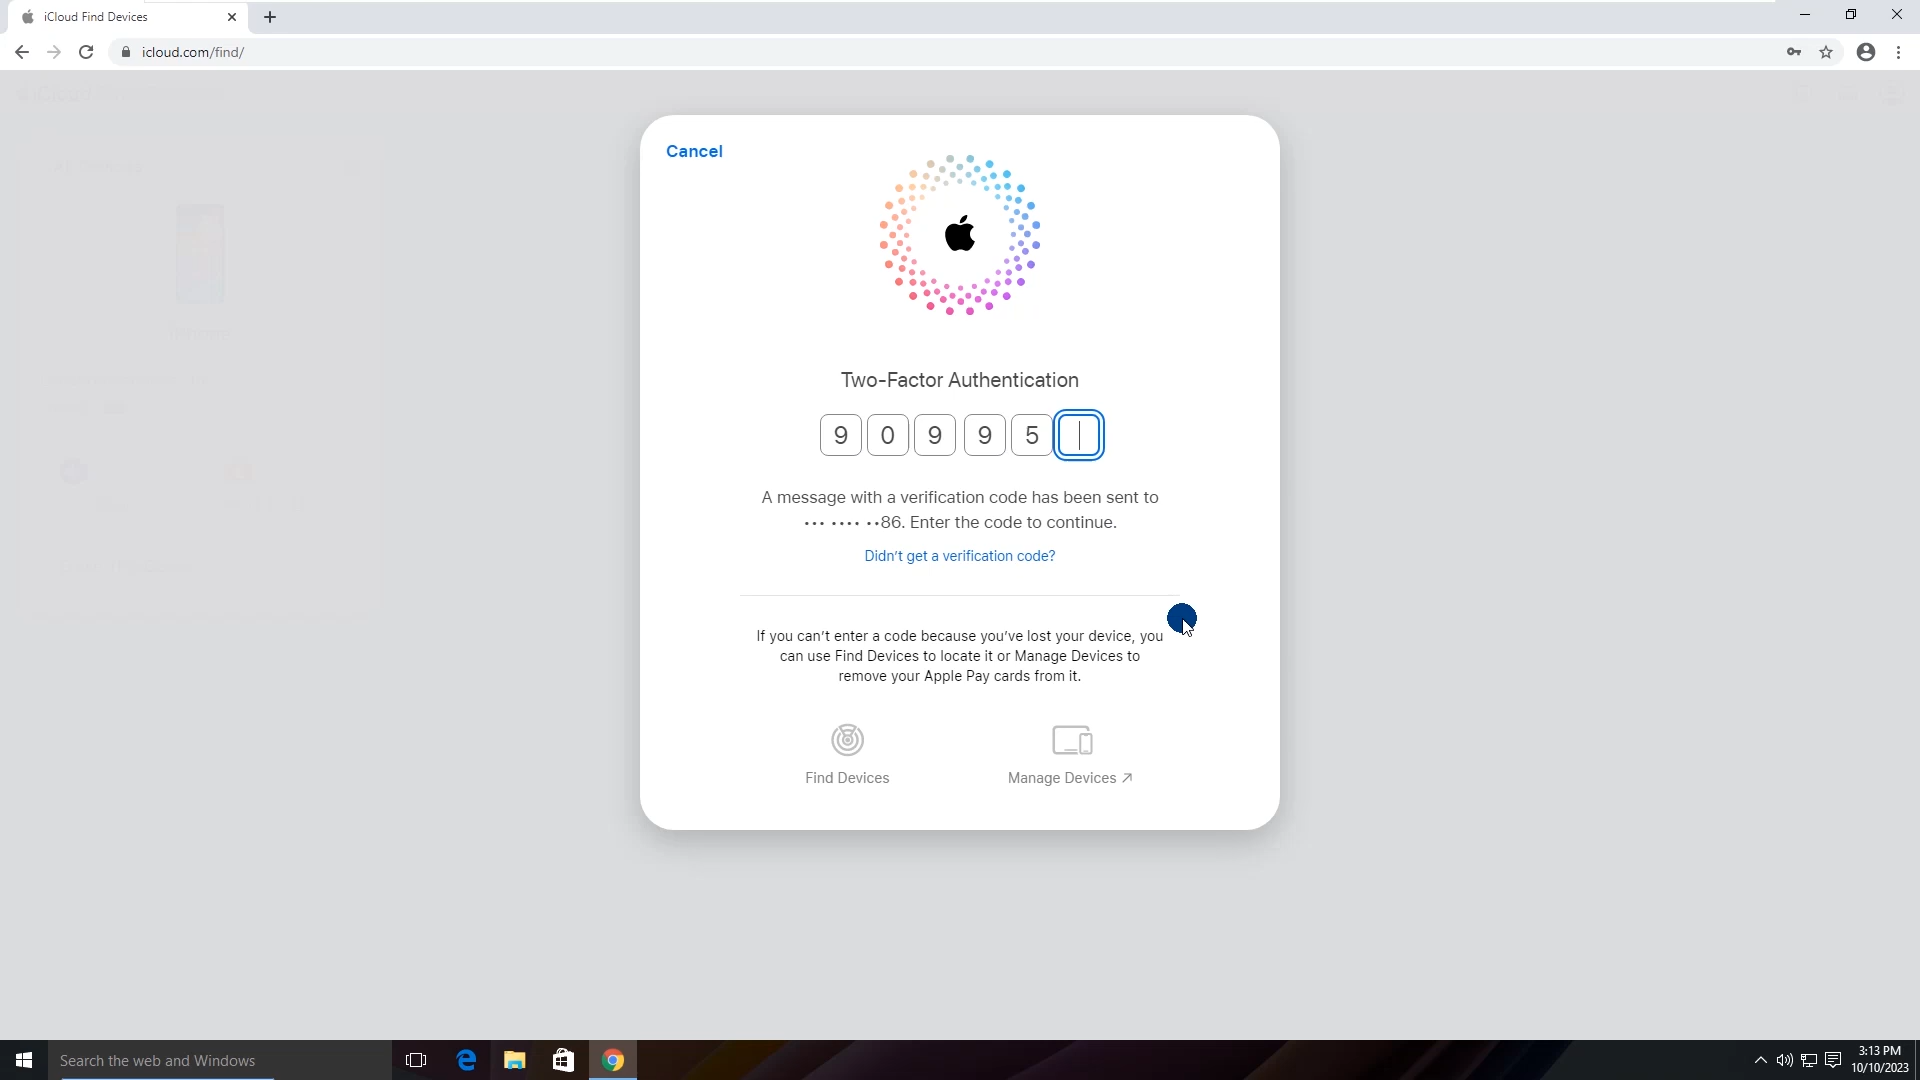 iCloud Find Devices
icloud.com/find/
Cancel
Two-Factor Authentication
9 0 9 9 5
A message with a verification code has been sent to
••• •••• ••86. Enter the code to continue.
Didn't get a verification code?
If you can't enter a code because you've lost your device, you
can use Find Devices to locate it or Manage Devices to
remove your Apple Pay cards from it.
Find Devices
Manage Devices ↗
Search the web and Windows
3:13 PM
10/10/2023